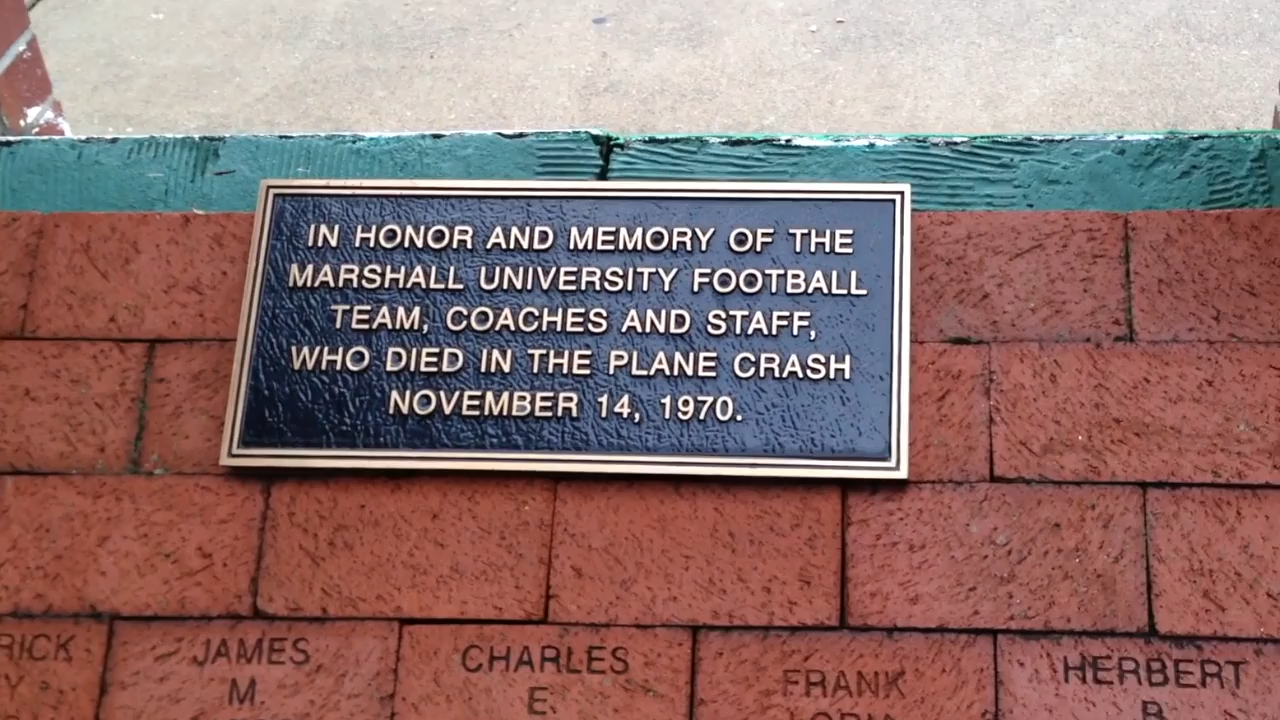 IN HONOR AND MEMORY OF THE
MARSHALL UNIVERSITY FOOTBALL
TEAM, COACHES AND STAFF,
WHO DIED IN THE PLANE CRASH
NOVEMBER 14, 1970.
JAMES
M.
CHARLES
E.
FRANK
HERBERT